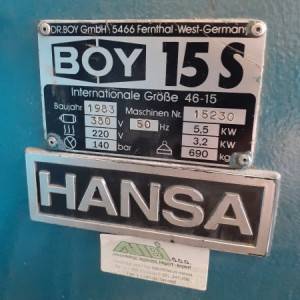 DR.BOY GmbH 5466 Fernthal-West-Germany
BOY 15 S
Internationale Größe 46-15
Baujahr 1983 Maschinen Nr. 15230
380 V 50 Hz 5,5 KW
220 V 3,2 KW
140 bar 690 kg
HANSA